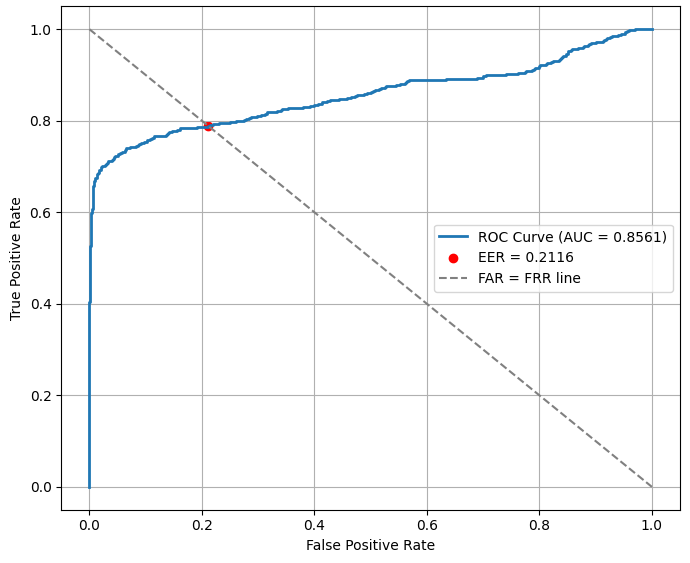 1.0
0.8
0.6
0.4
0.2
0.0
True Positive Rate
ROC Curve (AUC = 0.8561)
EER = 0.2116
FAR = FRR line
0.0 0.2 0.4 0.6 0.8 1.0
False Positive Rate